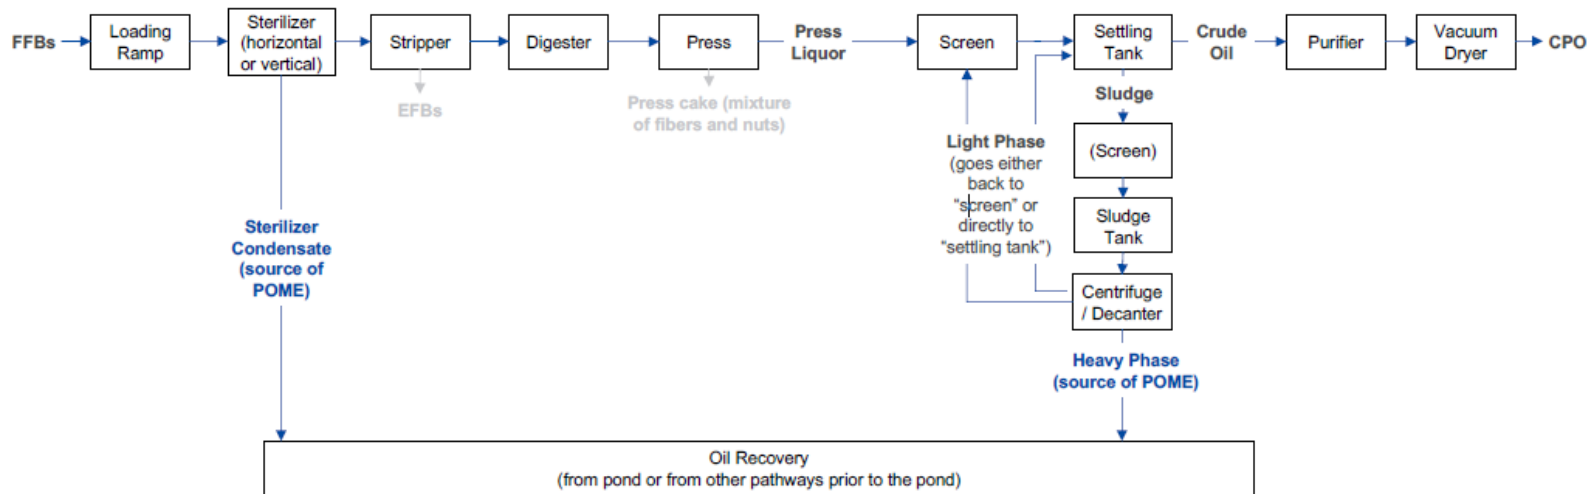 FFBs
Loading
Ramp
Sterilizer
(horizontal
or vertical)
Stripper
Digester
Press
Press
Liquor
Screen
Settling
Tank
Crude
Oil
Purifier
Vacuum
Dryer
CPO
EFBs
Press cake (mixture
of fibers and nuts)
Sludge
(Screen)
Light Phase
(goes either
back to
“screen” or
directly to
“settling tank”)
Sludge
Tank
Centrifuge
/ Decanter
Sterilizer
Condensate
(source of
POME)
Heavy Phase
(source of POME)
Oil Recovery
(from pond or from other pathways prior to the pond)